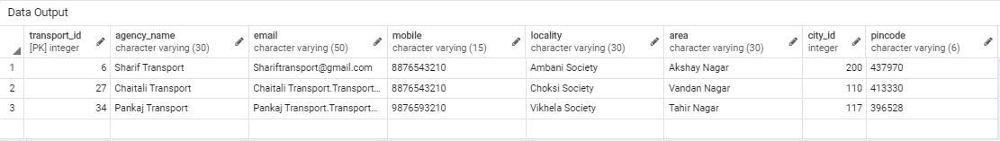 Data Output
transport_id agency_name email mobile locality area city_id pincode
[PK] integer character varying (30) character varying (50) character varying (15) character varying (30) character varying (30) integer character varying (6)
1 6 Sharif Transport Shariftransport@gmail.com 8876543210 Ambani Society Akshay Nagar 200 437970
2 27 Chaitali Transport Chaitali Transport.Transport... 8876543210 Choksi Society Vandan Nagar 110 413330
3 34 Pankaj Transport Pankaj Transport.Transport... 9876593210 Vikhela Society Tahir Nagar 117 396528